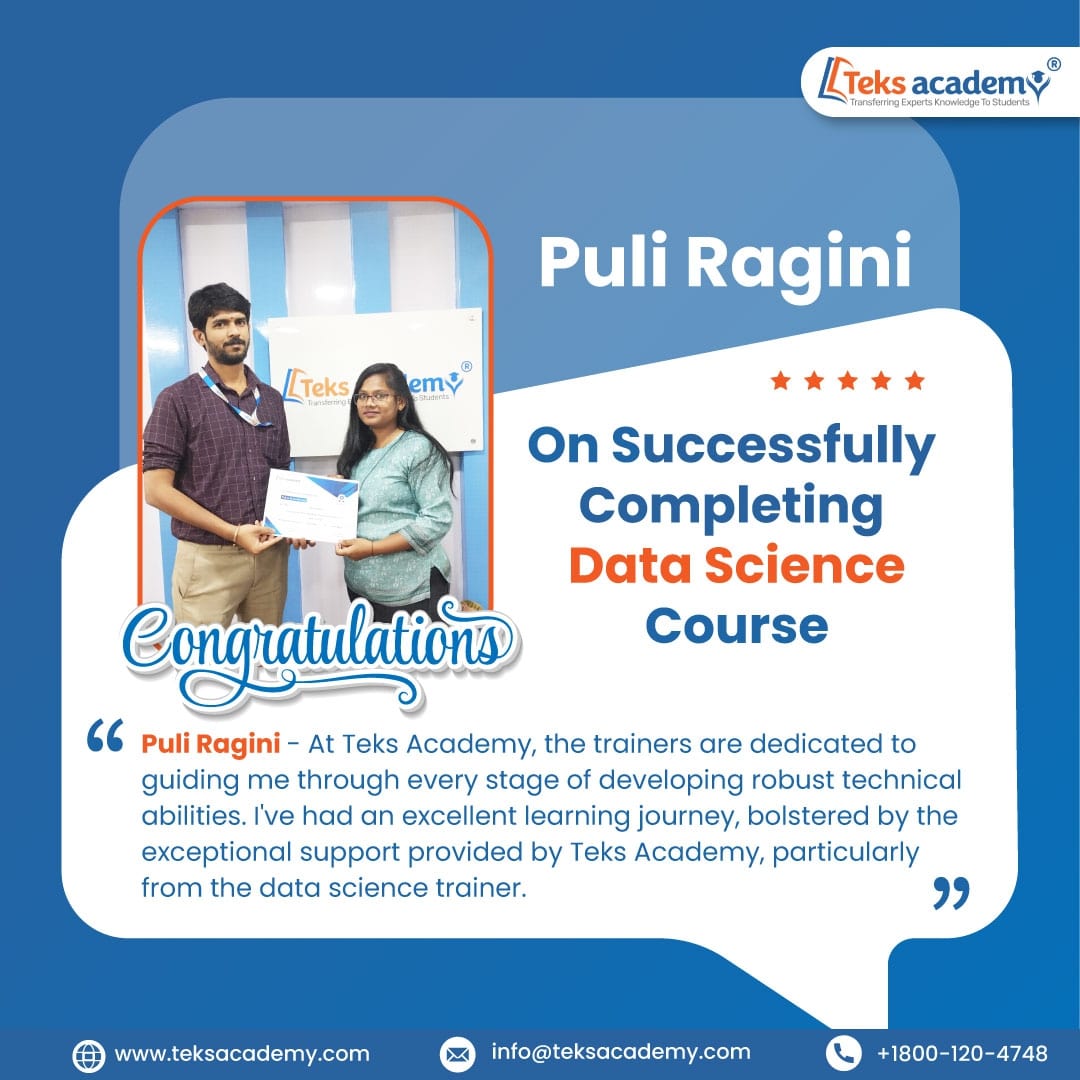 Teks academy®
Transferring Experts Knowledge To Students
Puli Ragini
Teks academy®
Transferring E To Students
On Successfully
Completing
Data Science
Course
Congratulations
“ Puli Ragini - At Teks Academy, the trainers are dedicated to
guiding me through every stage of developing robust technical
abilities. I've had an excellent learning journey, bolstered by the
exceptional support provided by Teks Academy, particularly
from the data science trainer. ”
www.teksacademy.com
info@teksacademy.com
+1800-120-4748